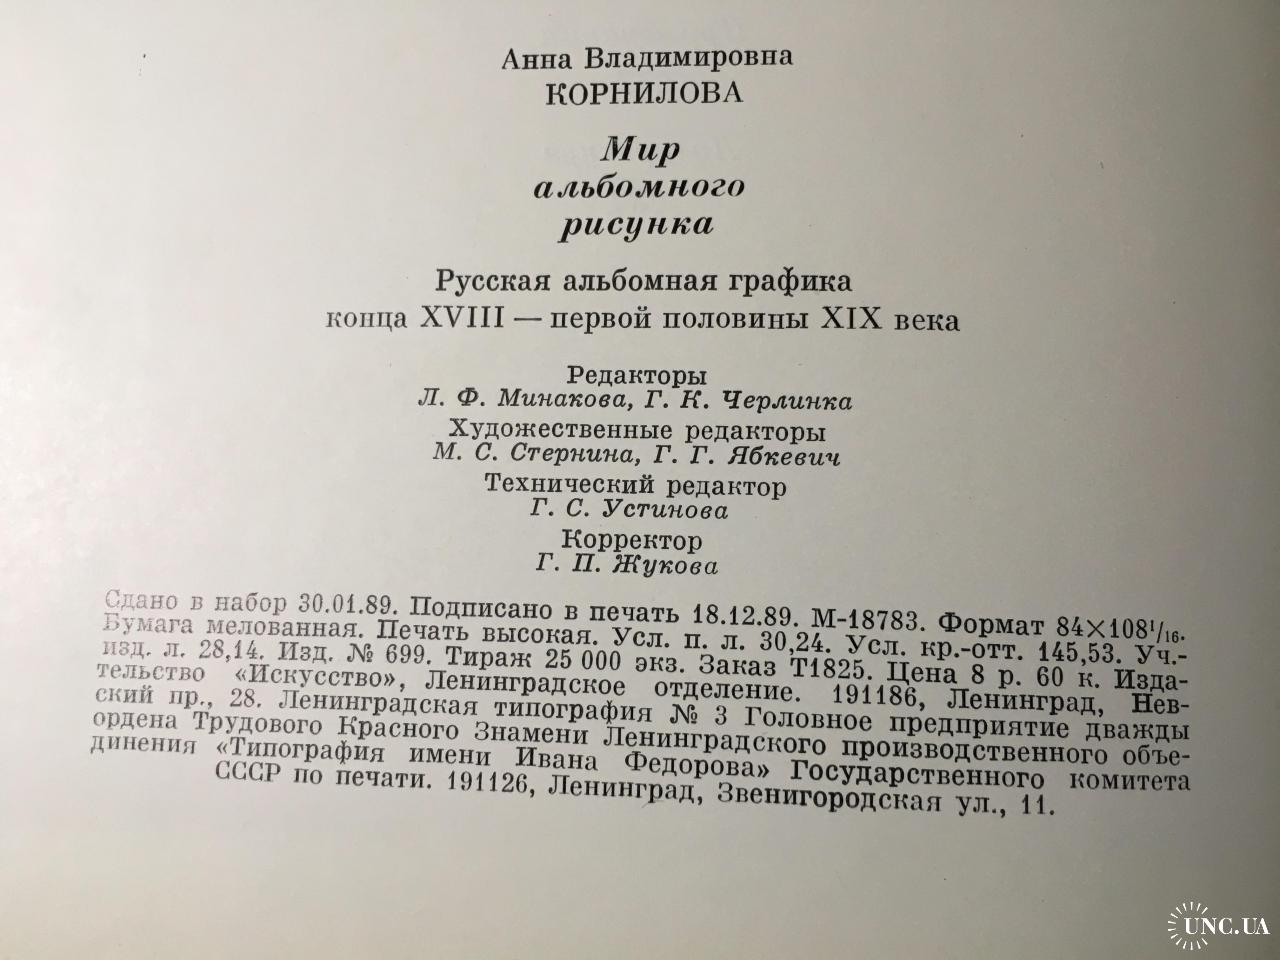 Анна Владимировна
КОРНИЛОВА
Мир
альбомного
рисунка
Русская альбомная графика
конца XVIII — первой половины XIX века
Редакторы
Л. Ф. Минакова, Г. К. Черлинка
Художественные редакторы
М. С. Стернина, Г. Г. Ябкевич
Технический редактор
Г. С. Устинова
Корректор
Г. П. Жукова
Сдано в набор 30.01.89. Подписано в печать 18.12.89. М-18783. Формат 84×108¹/₁₆.
Бумага мелованная. Печать высокая. Усл. п. л. 30,24. Усл. кр.-отт. 145,53. Уч.-
изд. л. 28,14. Изд. № 699. Тираж 25 000 экз. Заказ Т1825. Цена 8 р. 60 к. Изда-
тельство «Искусство», Ленинградское отделение. 191186, Ленинград, Нев-
ский пр., 28. Ленинградская типография № 3 Головное предприятие дважды
ордена Трудового Красного Знамени Ленинградского производственного объе-
динения «Типография имени Ивана Федорова» Государственного комитета
СССР по печати. 191126, Ленинград, Звенигородская ул., 11.
UNC.UA